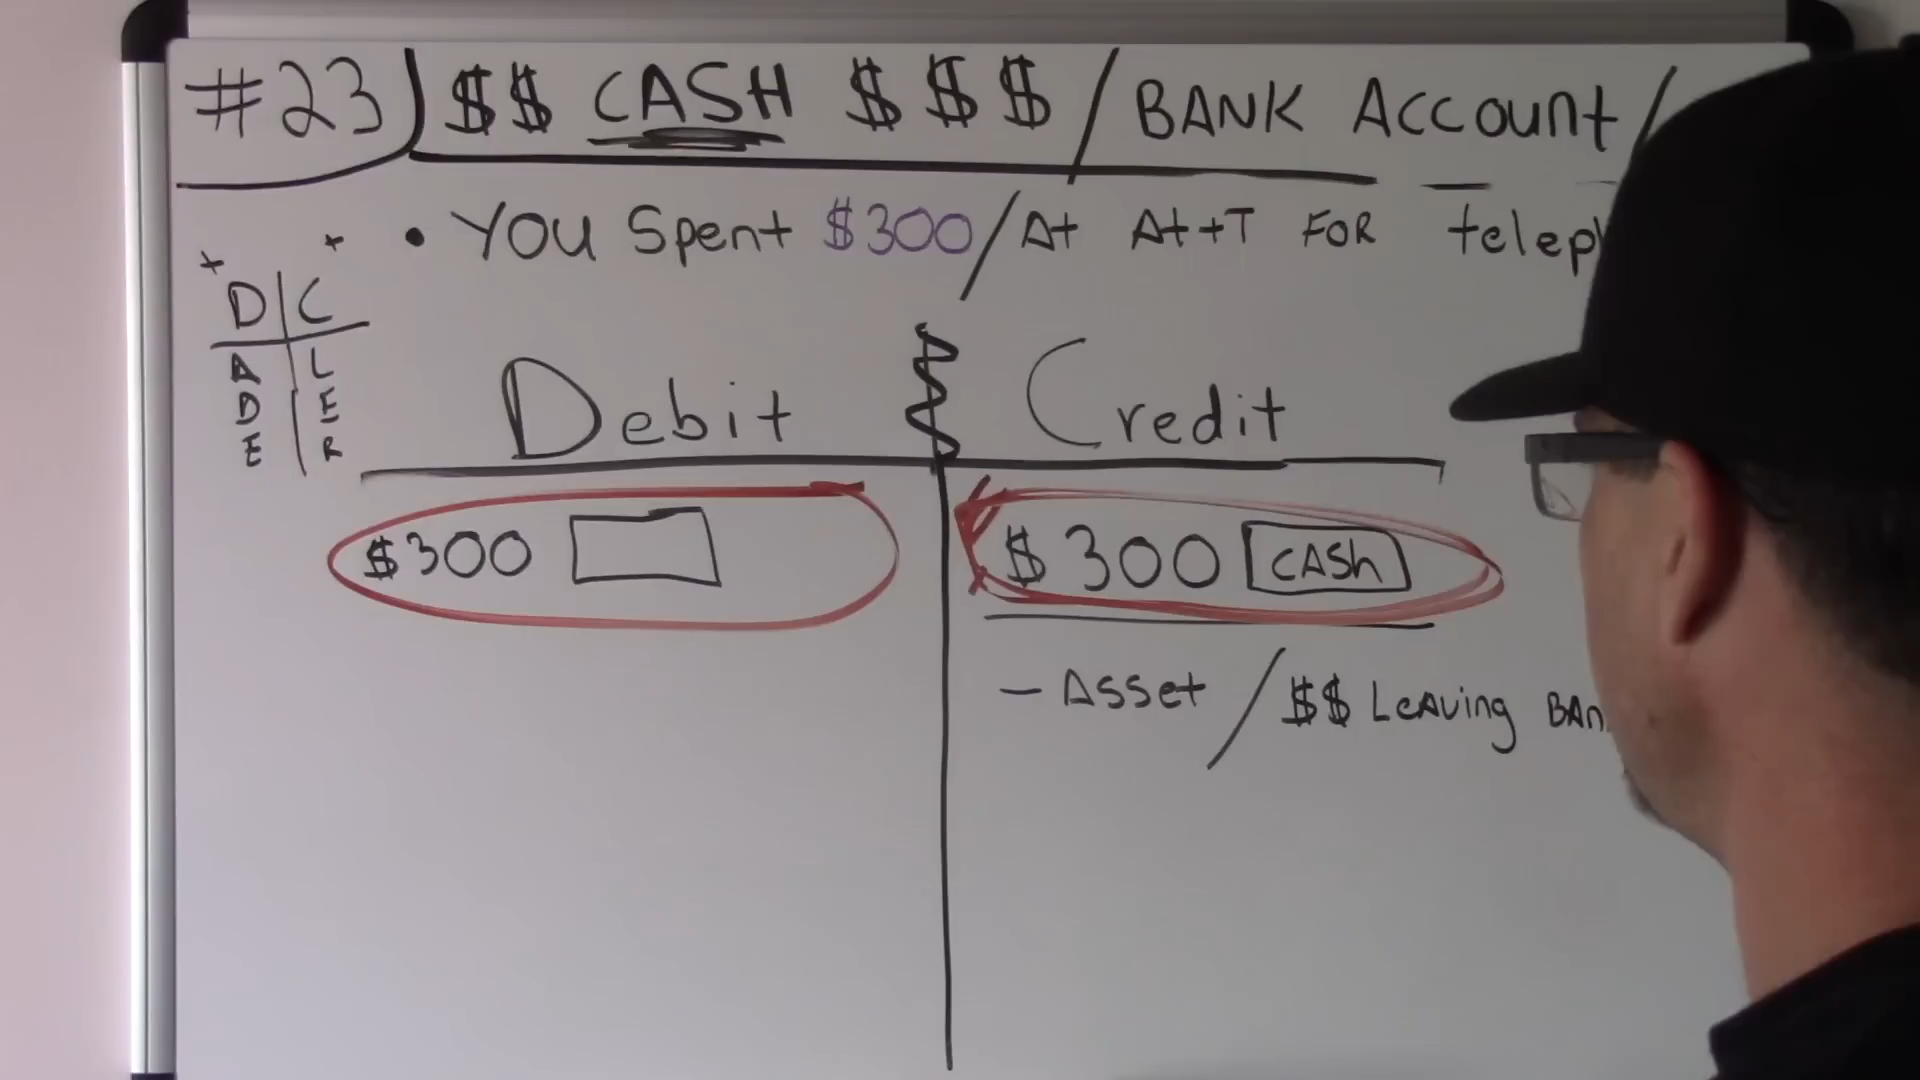 #23 $$ CASH $$$ / BANK Account /
• You Spent $300 / At At+T FOR
+ +
D C
A L
D E
E R
Debit Credit
$300 $300 CASh
- Asset / $$ Leaving